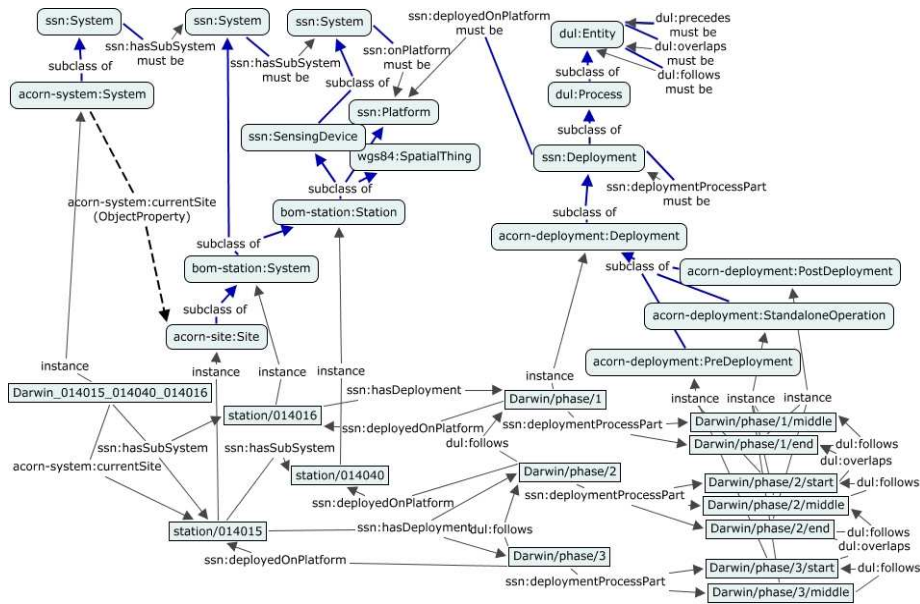 ssn:System
ssn:System
ssn:System
ssn:deployedOnPlatform
must be
dul:Entity
dul:precedes
must be
dul:overlaps
must be
dul:follows
must be
ssn:hasSubSystem
must be
ssn:hasSubSystem
must be
ssn:onPlatform
must be
subclass of
subclass of
subclass of
acorn-system:System
dul:Process
ssn:Platform
subclass of
ssn:SensingDevice
wgs84:SpatialThing
ssn:Deployment
subclass of
ssn:deploymentProcessPart
must be
acorn-system:currentSite
(ObjectProperty)
bom-station:Station
subclass of
acorn-deployment:Deployment
subclass of
subclass of
bom-station:System
acorn-deployment:PostDeployment
subclass of
acorn-deployment:StandaloneOperation
acorn-site:Site
acorn-deployment:PreDeployment
instance
instance
instance
instance
instance
instance
instance
instance
Darwin_014015_014040_014016
ssn:hasDeployment
Darwin/phase/1
station/014016
ssn:deployedOnPlatform
ssn:deploymentProcessPart
Darwin/phase/1/middle
Darwin/phase/1/end
dul:follows
dul:overlaps
ssn:hasSubSystem
ssn:hasSubSystem
dul:follows
acorn-system:currentSite
station/014040
Darwin/phase/2
ssn:deployedOnPlatform
ssn:deploymentProcessPart
Darwin/phase/2/start
dul:follows
Darwin/phase/2/middle
Darwin/phase/2/end
dul:follows
dul:overlaps
station/014015
ssn:hasDeployment
dul:follows
ssn:deployedOnPlatform
Darwin/phase/3
ssn:deploymentProcessPart
Darwin/phase/3/start
dul:follows
Darwin/phase/3/middle